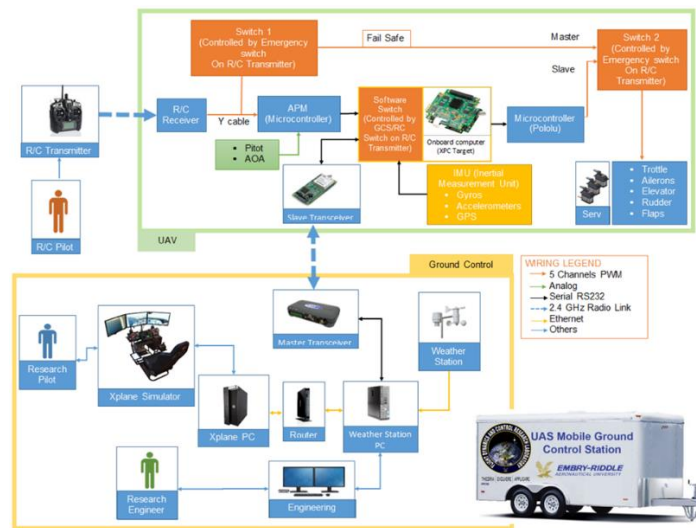 Switch 1
(Controlled by Emergency
switch
On R/C Transmitter)
Fail Safe
Master
Slave
Switch 2
(Controlled by
Emergency switch
On R/C
Transmitter)
R/C Transmitter
R/C Pilot
R/C
Receiver
Y cable
APM
(Microcontroller)
• Pitot
• AOA
Software
Switch
(Controlled by
GCS/RC
Switch on R/C
Transmitter)
Onboard computer
(XPC Target)
Microcontroller
(Pololu)
IMU (Inertial
Measurement Unit)
• Gyros
• Accelerometers
• GPS
Slave Transceiver
Serv
• Trottle
• Ailerons
• Elevator
• Rudder
• Flaps
UAV
Ground Control
WIRING LEGEND
5 Channels PWM
Analog
Serial RS232
2.4 GHz Radio Link
Ethernet
Others
Research
Pilot
Xplane Simulator
Master Transceiver
Weather
Station
Xplane PC
Router
Weather Station
PC
Research
Engineer
Engineering
UAS Mobile Ground
Control Station
EMBRY-RIDDLE
AERONAUTICAL UNIVERSITY